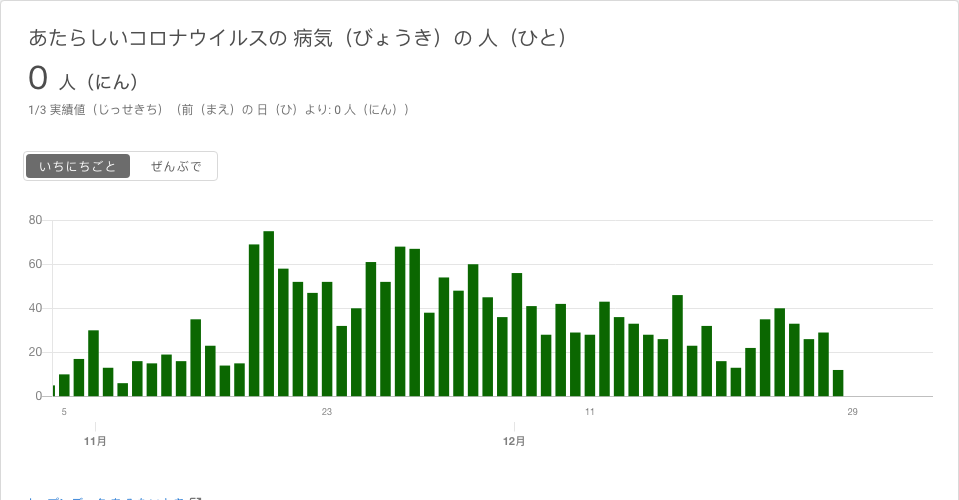 あたらしいコロナウイルスの 病気（びょうき）の 人（ひと）
0 人（にん）
1/3 実績値（じっせきち）（前（まえ）の 日（ひ）より: 0 人（にん））
いちにちごと ぜんぶで
80
60
40
20
0
5 23 11 29
11月 12月